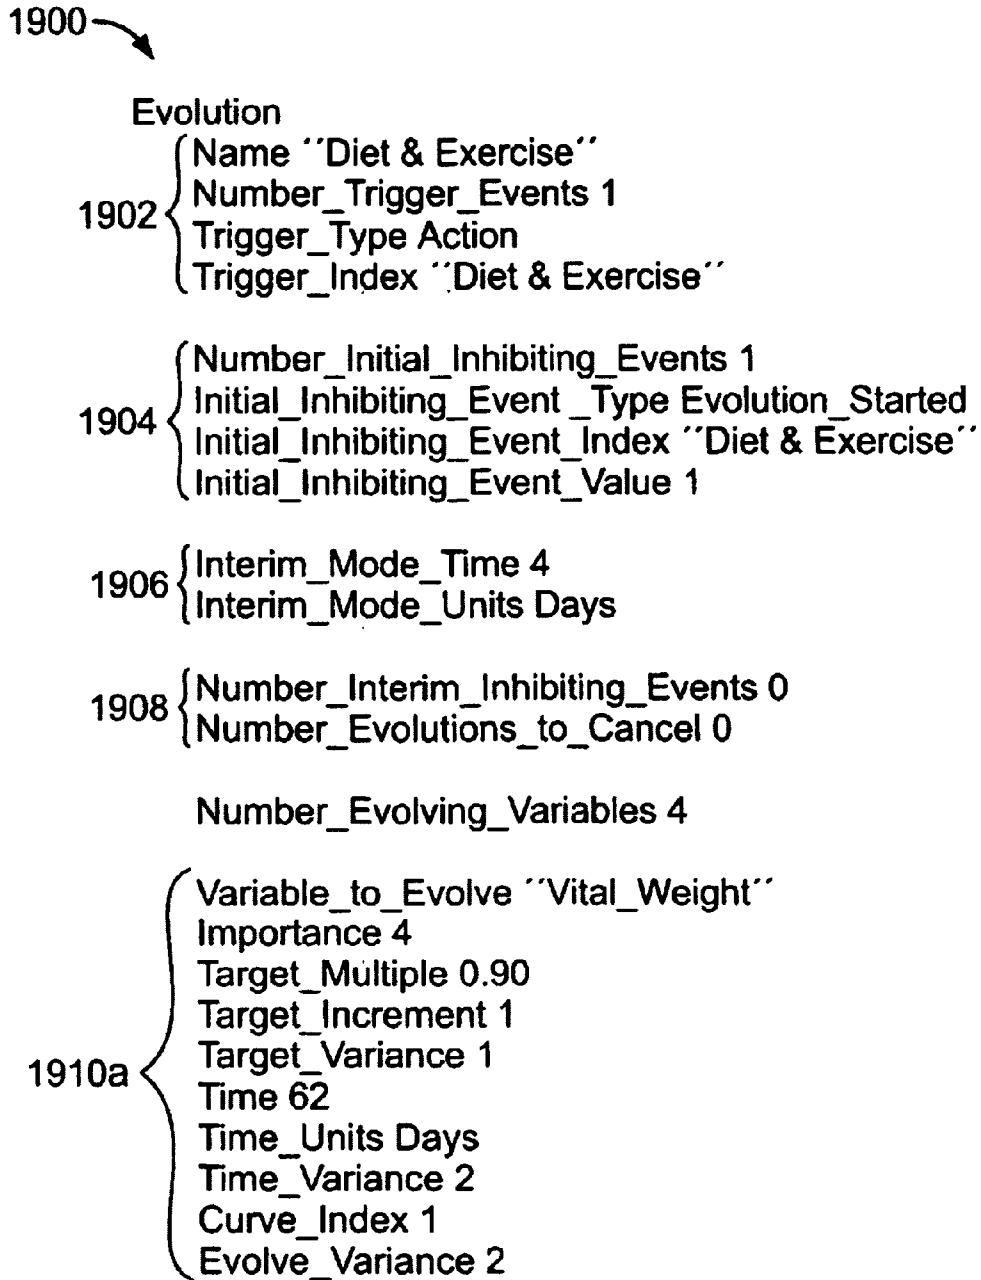 1900
Evolution
1902
Name ´´Diet & Exercise´´
Number_Trigger_Events 1
Trigger_Type Action
Trigger_Index ´´Diet & Exercise´´
1904
Number_Initial_Inhibiting_Events 1
Initial_Inhibiting_Event _Type Evolution_Started
Initial_Inhibiting_Event_Index ´´Diet & Exercise´´
Initial_Inhibiting_Event_Value 1
1906
Interim_Mode_Time 4
Interim_Mode_Units Days
1908
Number_Interim_Inhibiting_Events 0
Number_Evolutions_to_Cancel 0
Number_Evolving_Variables 4
1910a
Variable_to_Evolve ´´Vital_Weight´´
Importance 4
Target_Multiple 0.90
Target_Increment 1
Target_Variance 1
Time 62
Time_Units Days
Time_Variance 2
Curve_Index 1
Evolve_Variance 2